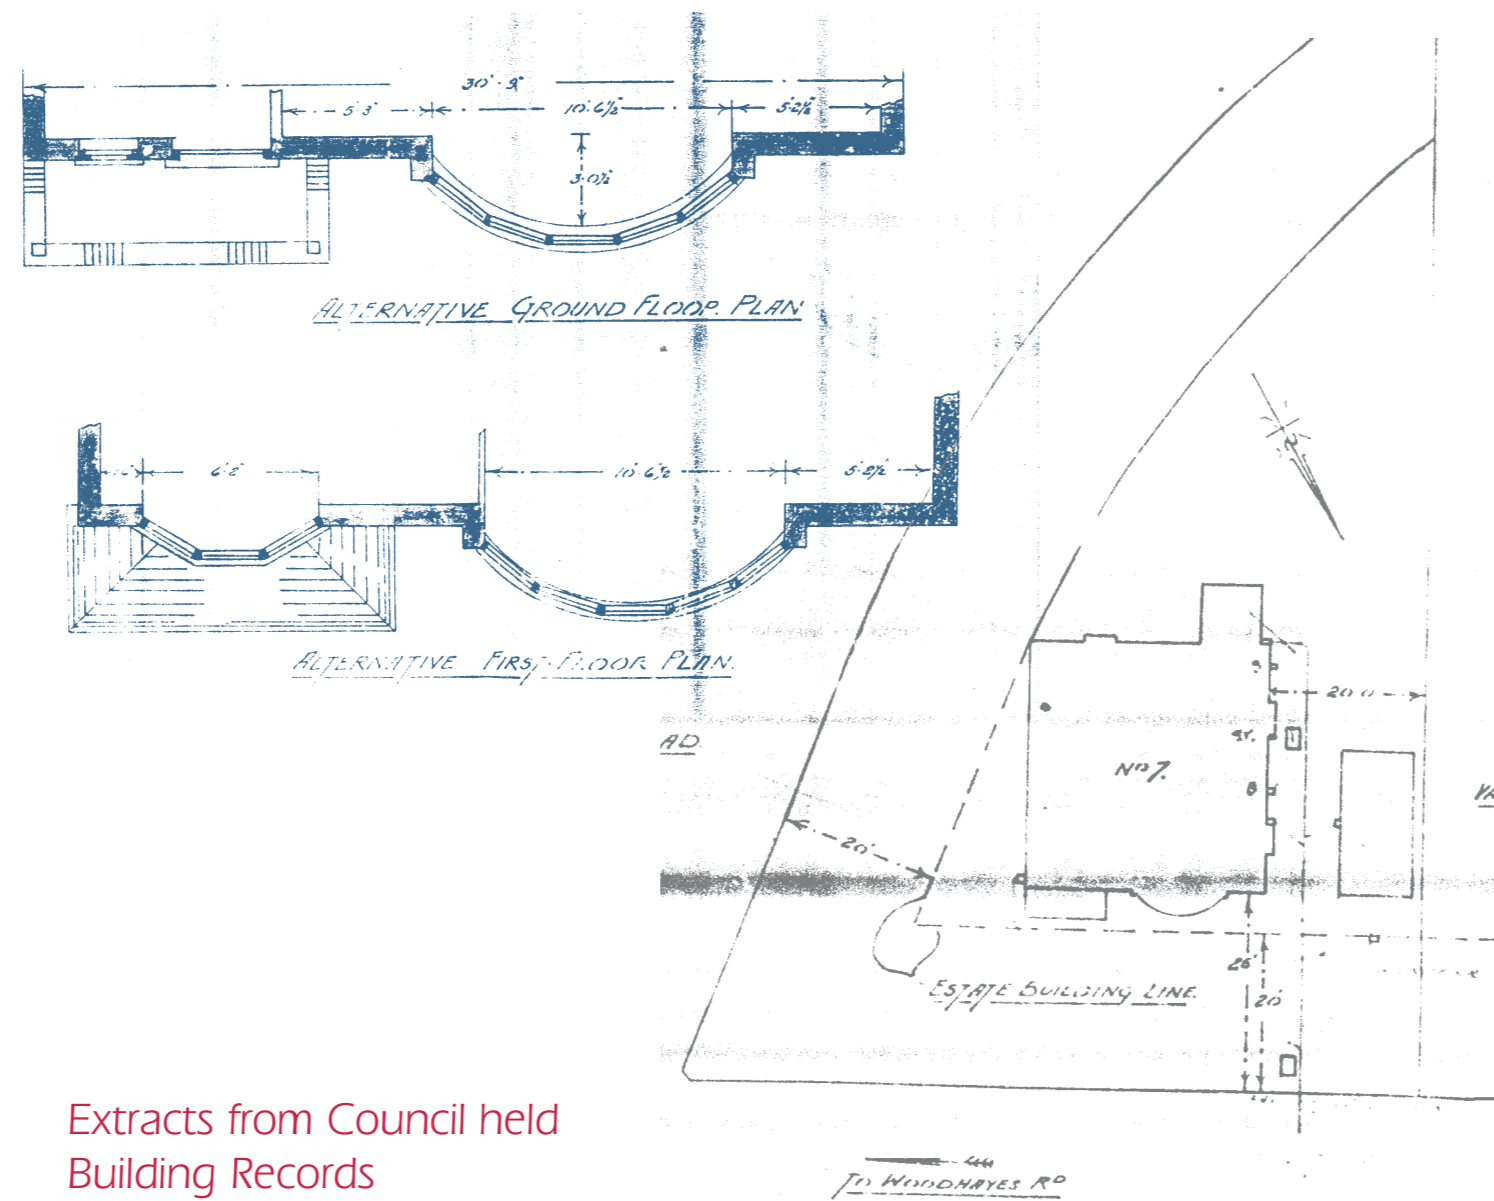 30'·9"
5'·3"
10'·6½"
5'·2½"
3'·0½"
ALTERNATIVE GROUND FLOOR PLAN
6'·2"
10'·6½"
5'·2½"
ALTERNATIVE FIRST FLOOR PLAN.
20·0
AD
Nº 7.
20'
25'
20'
ESTATE BUILDING LINE.
TO WOODHAYES Rᴰ
Extracts from Council held
Building Records